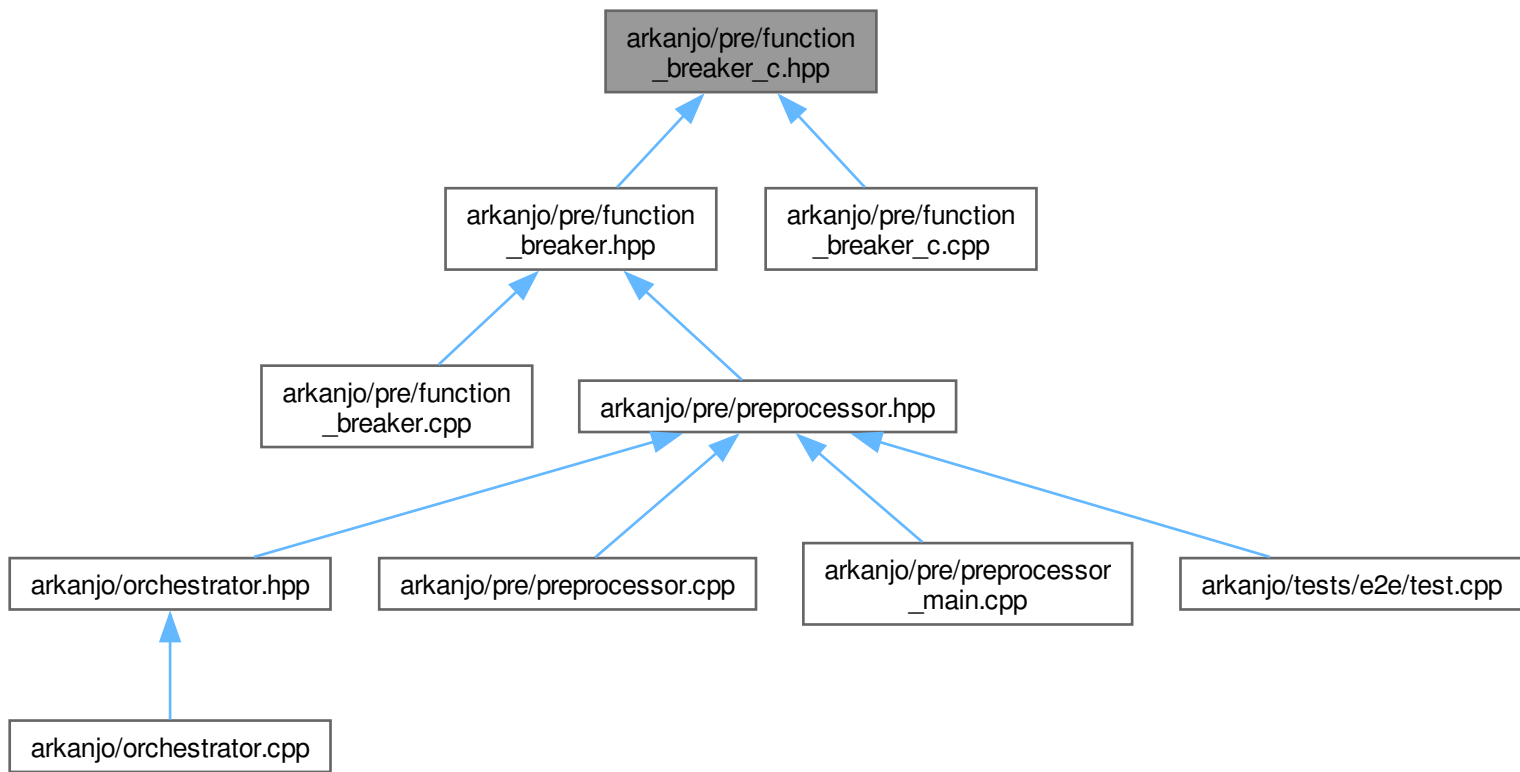 arkanjo/pre/function
_breaker_c.hpp
arkanjo/pre/function
_breaker.hpp
arkanjo/pre/function
_breaker_c.cpp
arkanjo/pre/function
_breaker.cpp
arkanjo/pre/preprocessor.hpp
arkanjo/orchestrator.hpp
arkanjo/pre/preprocessor.cpp
arkanjo/pre/preprocessor
_main.cpp
arkanjo/tests/e2e/test.cpp
arkanjo/orchestrator.cpp